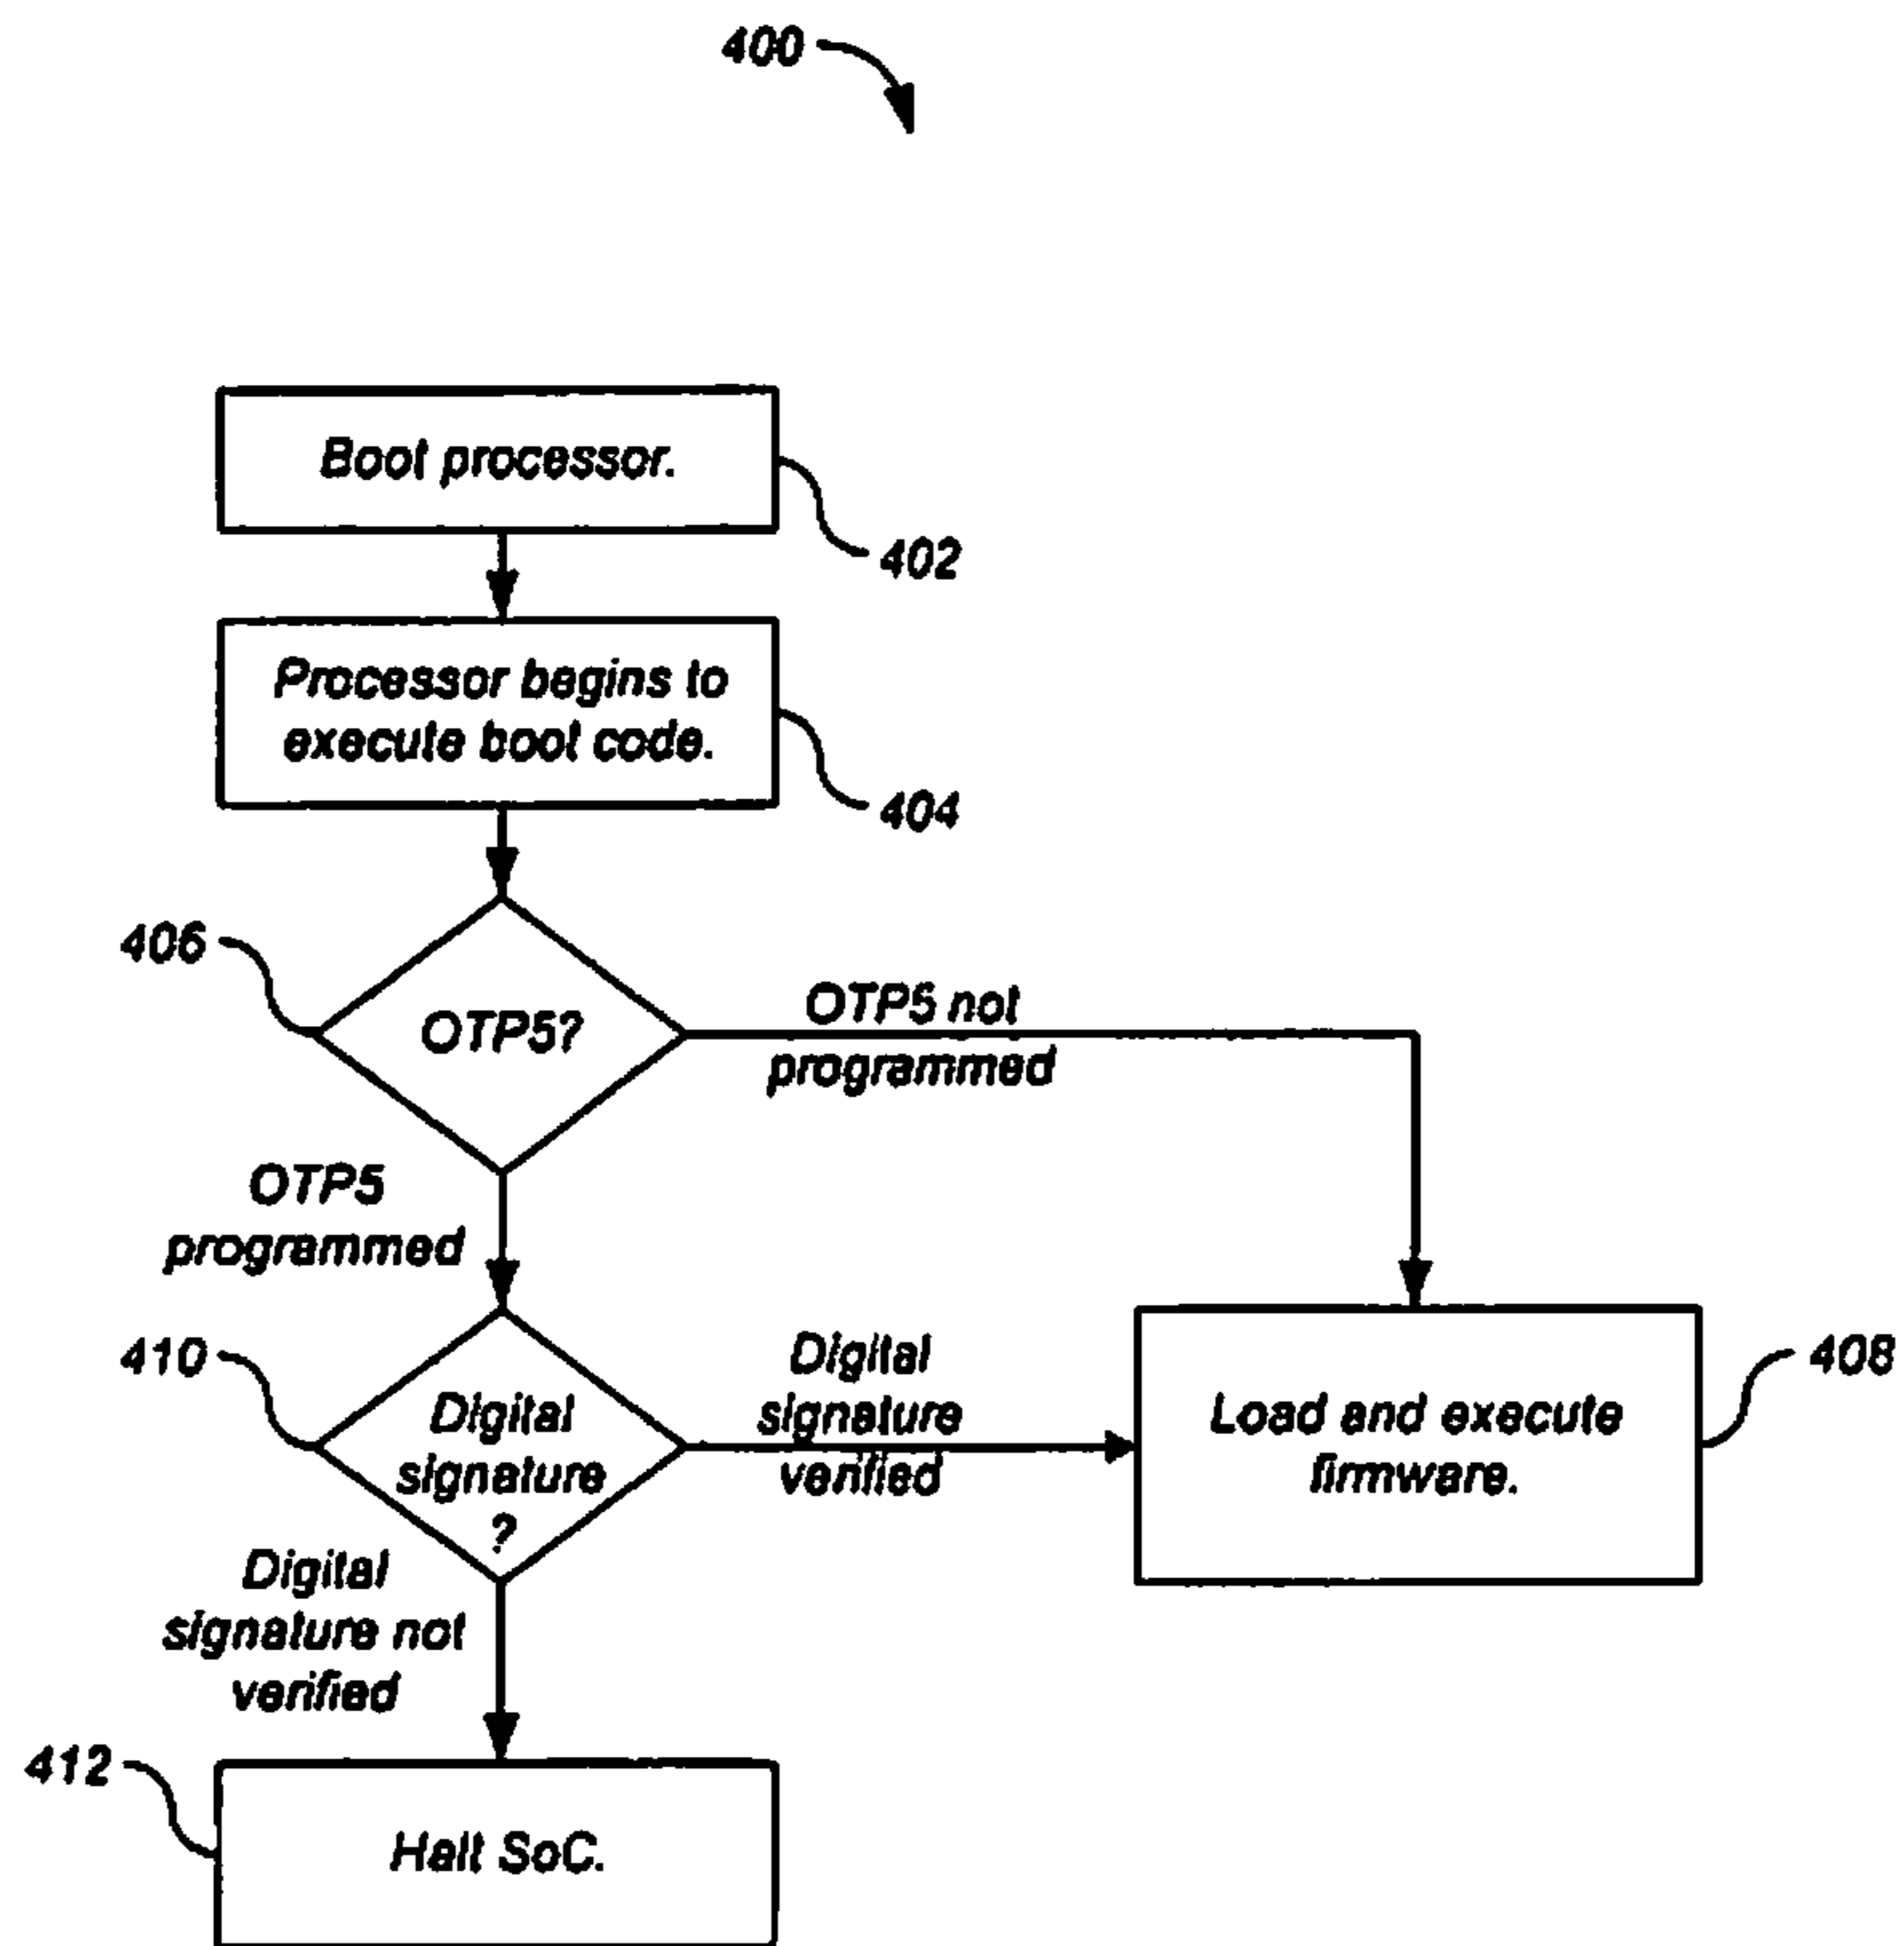 400
Boot processor.
402
Processor begins to
execute boot code.
404
406
OTP5?
OTP5 not
programmed
OTP5
programmed
410
Digital
signature
?
Digital
signature
verified
Load and execute
firmware.
408
Digital
signature not
verified
412
Halt SoC.